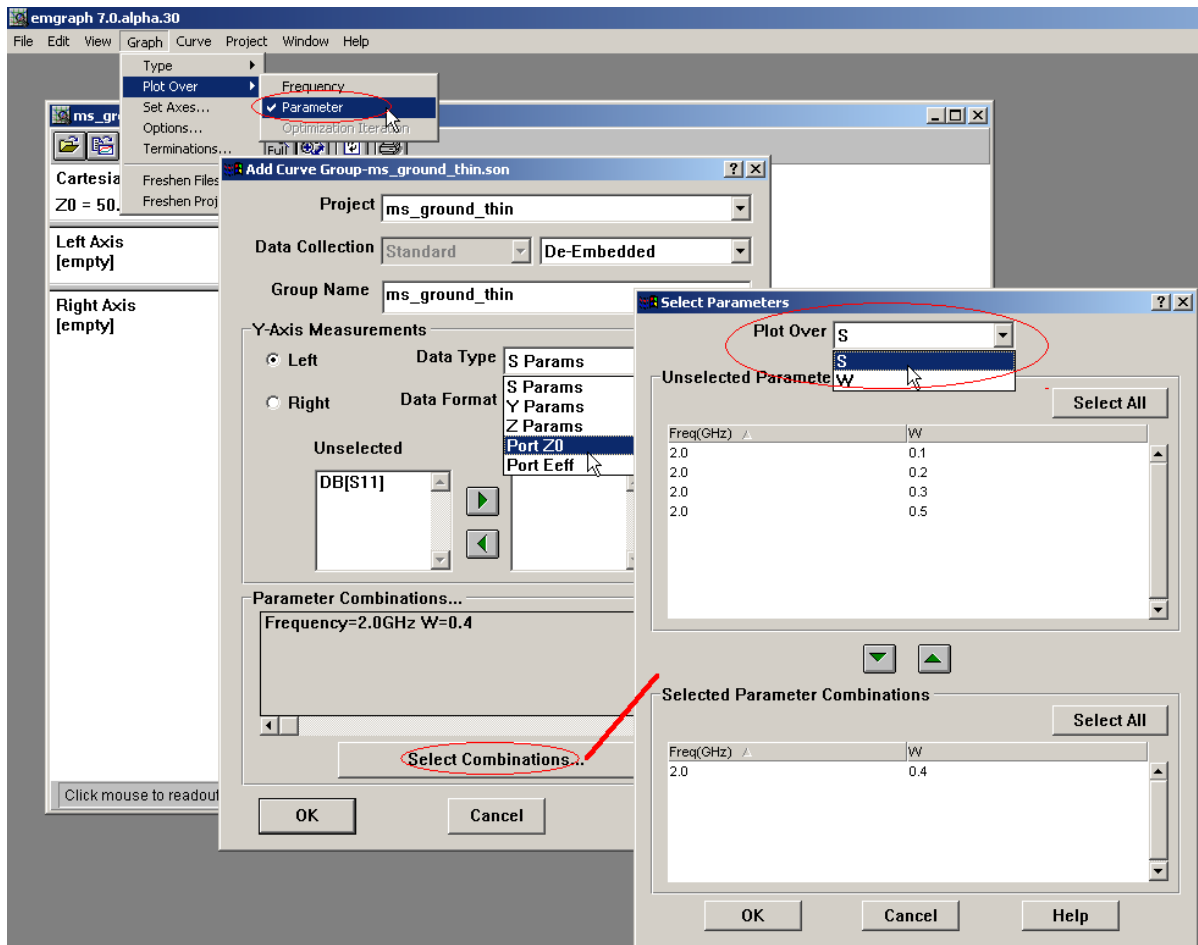 emgraph 7.0.alpha.30
File Edit View Graph Curve Project Window Help
Type
Plot Over
Set Axes...
Options...
Terminations...
Freshen Files
Freshen Proj
Frequency
Parameter
Optimization Iteration
ms_gr
Full
Cartesia
Z0 = 50.
Left Axis
[empty]
Right Axis
[empty]
Click mouse to readout
Add Curve Group-ms_ground_thin.son
Project ms_ground_thin
Data Collection Standard De-Embedded
Group Name ms_ground_thin
Y-Axis Measurements
Left
Right
Data Type S Params
Data Format
S Params
Y Params
Z Params
Port Z0
Port Eeff
Unselected
DB[S11]
Parameter Combinations...
Frequency=2.0GHz W=0.4
Select Combinations...
OK Cancel
Select Parameters
Plot Over S
S
W
Unselected Paramete
Select All
Freq(GHz) W
2.0 0.1
2.0 0.2
2.0 0.3
2.0 0.5
Selected Parameter Combinations
Select All
Freq(GHz) W
2.0 0.4
OK Cancel Help